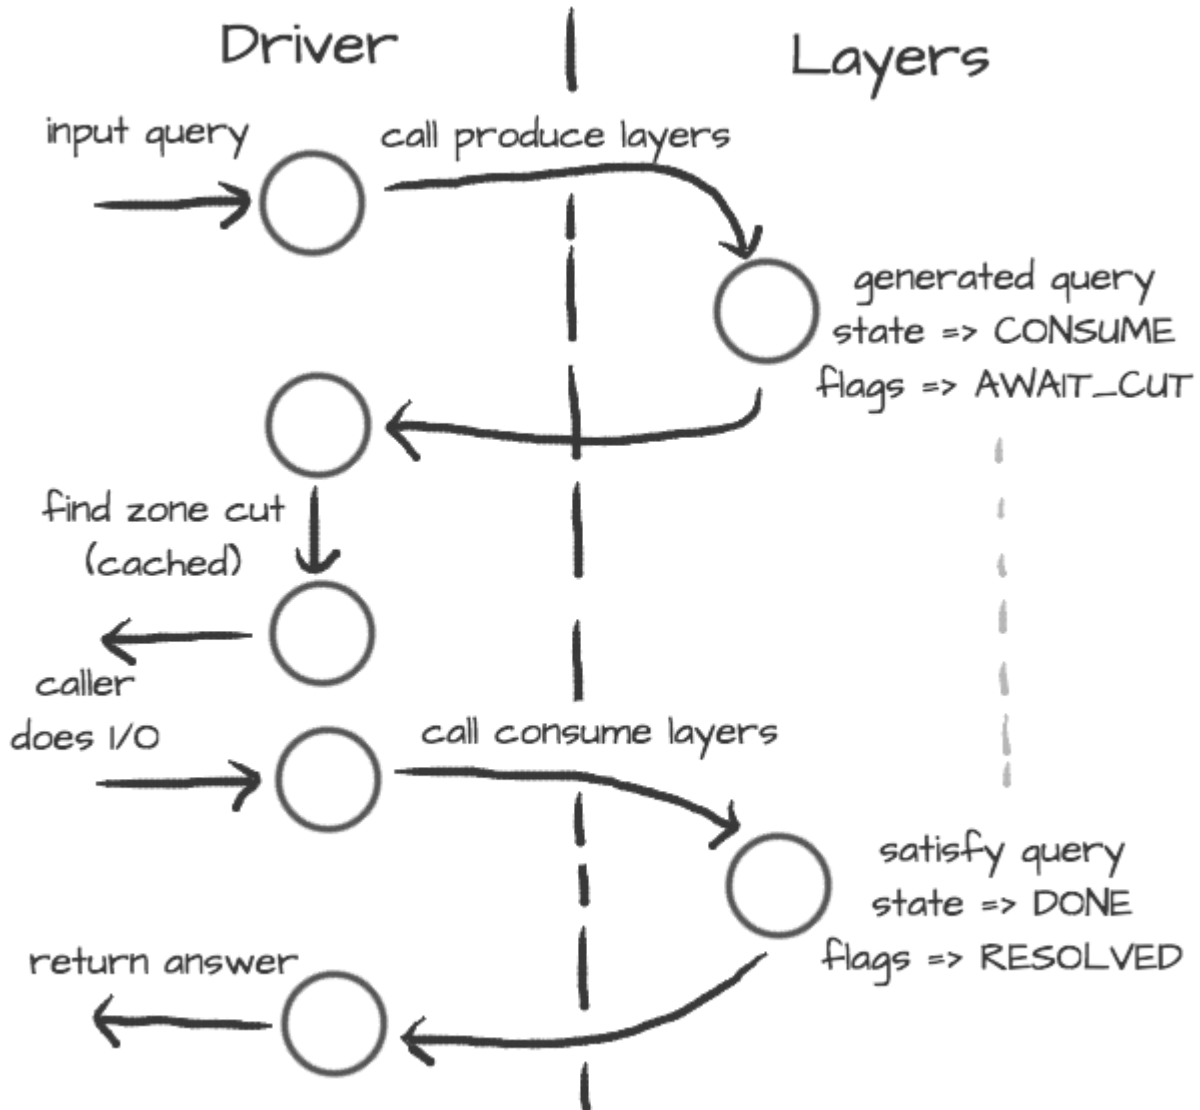 Driver
Layers
input query
call produce layers
generated query
state => CONSUME
flags => AWAIT_CUT
find zone cut
(cached)
caller
does I/O
call consume layers
satisfy query
state => DONE
flags => RESOLVED
return answer